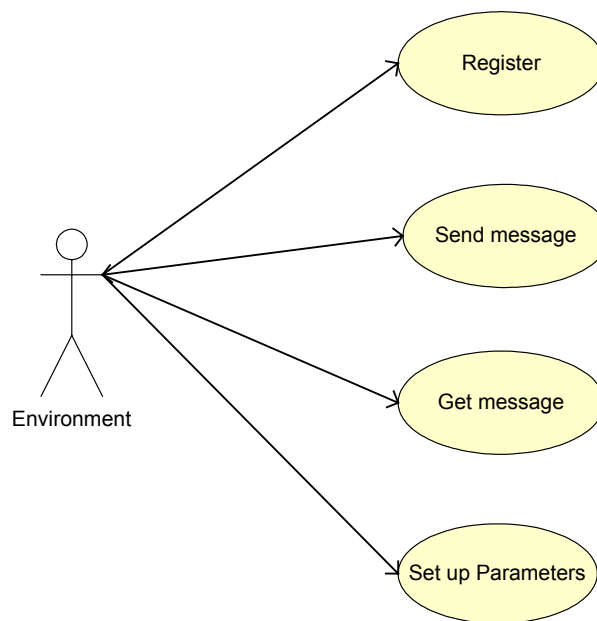 Register
Send message
Get message
Environment
Set up Parameters